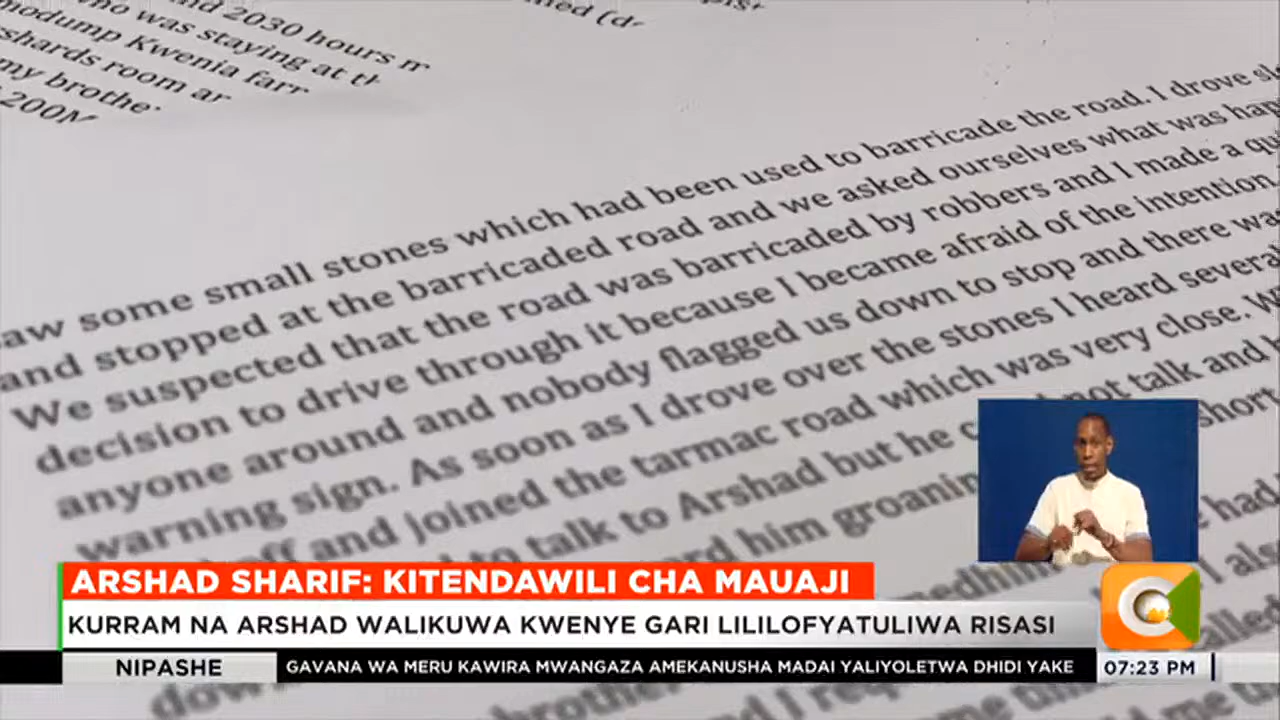 nd 2030 hours
who was staying at
modump Kwenia farr
shards room ar
my brothe
200M
aw some small stones which had been used to barricade the road. I drove
and stopped at the barricaded road and we asked ourselves what was hap
We suspected that the road was barricaded by robbers and I made a qu
decision to drive through it because I became afraid of the intention,
anyone around and nobody flagged us down to stop and there wa
warning sign. As soon as I drove over the stones I heard several
off and joined the tarmac road which was very close. W
to talk to Arshad but he not talk and
him groanin short
had
I also
brothe and I
ARSHAD SHARIF: KITENDAWILI CHA MAUAJI
KURRAM NA ARSHAD WALIKUWA KWENYE GARI LILILOFYATULIWA RISASI
NIPASHE GAVANA WA MERU KAWIRA MWANGAZA AMEKANUSHA MADAI YALIYOLETWA DHIDI YAKE 07:23 PM